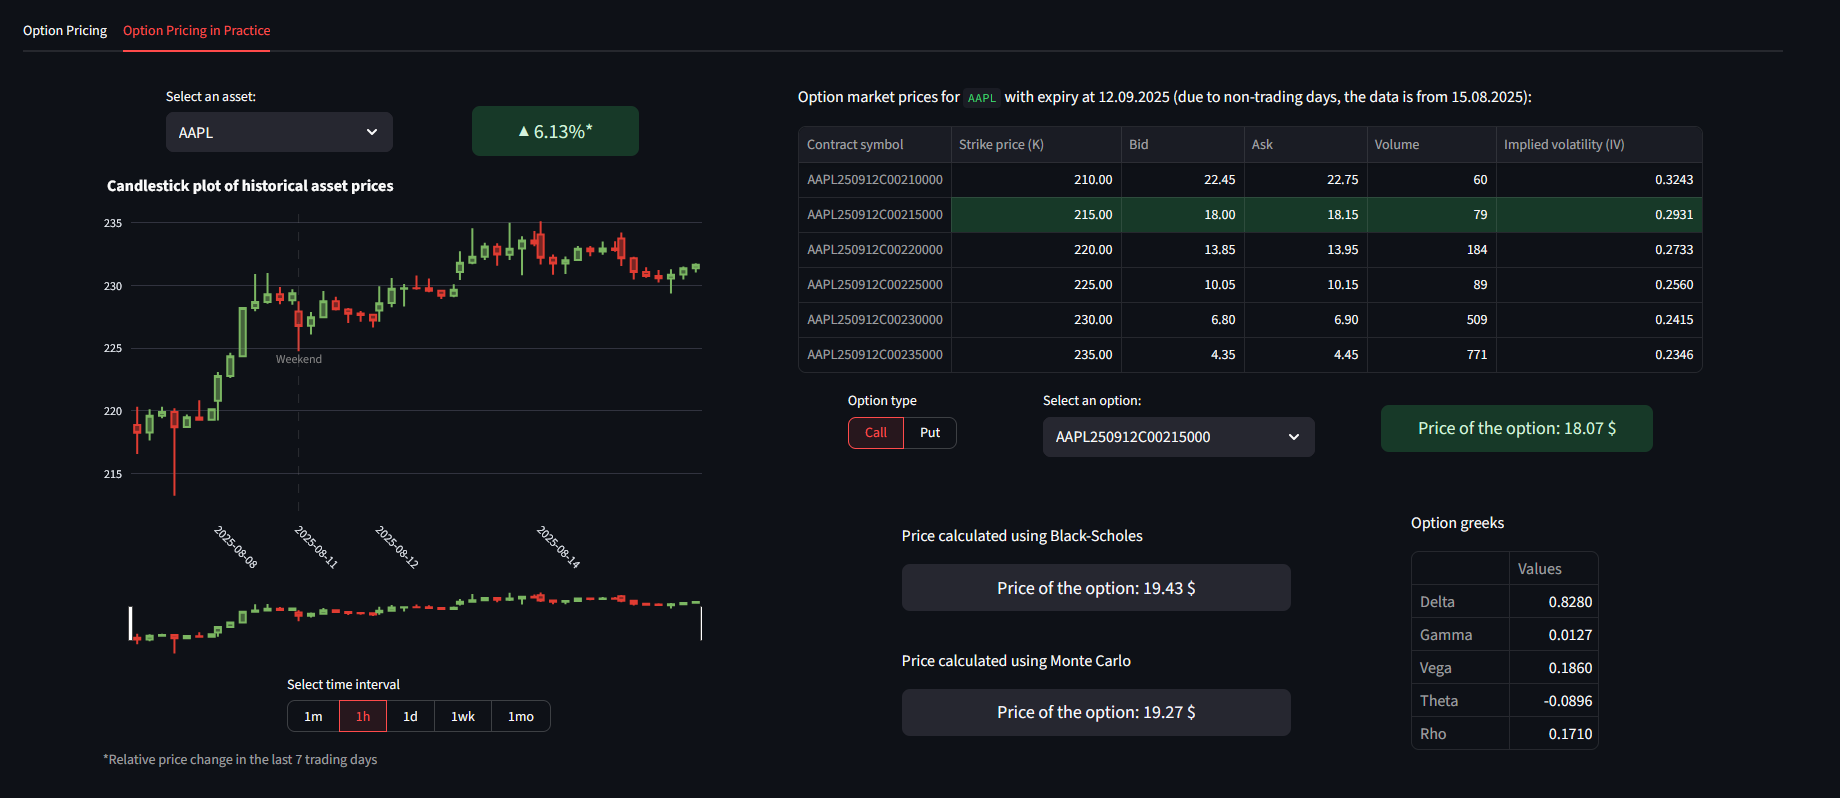 Option Pricing Option Pricing in Practice
Select an asset:
AAPL
▲ 6.13%*
Candlestick plot of historical asset prices
235
230
225
220
215
Weekend
2025-08-08
2025-08-11
2025-08-12
2025-08-14
Select time interval
1m 1h 1d 1wk 1mo
*Relative price change in the last 7 trading days
Option market prices for AAPL with expiry at 12.09.2025 (due to non-trading days, the data is from 15.08.2025):
Contract symbol Strike price (K) Bid Ask Volume Implied volatility (IV)
AAPL250912C00210000 210.00 22.45 22.75 60 0.3243
AAPL250912C00215000 215.00 18.00 18.15 79 0.2931
AAPL250912C00220000 220.00 13.85 13.95 184 0.2733
AAPL250912C00225000 225.00 10.05 10.15 89 0.2560
AAPL250912C00230000 230.00 6.80 6.90 509 0.2415
AAPL250912C00235000 235.00 4.35 4.45 771 0.2346
Option type
Call Put
Select an option:
AAPL250912C00215000
Price of the option: 18.07 $
Price calculated using Black-Scholes
Price of the option: 19.43 $
Price calculated using Monte Carlo
Price of the option: 19.27 $
Option greeks
Values
Delta 0.8280
Gamma 0.0127
Vega 0.1860
Theta -0.0896
Rho 0.1710